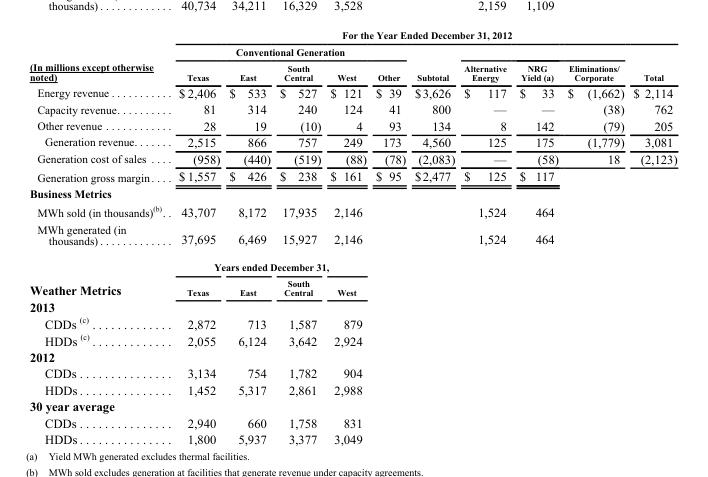 thousands) . . . . . . . . . . . . . 40,734 34,211 16,329 3,528 2,159 1,109
For the Year Ended December 31, 2012
Conventional Generation
(In millions except otherwise noted) Texas East South Central West Other Subtotal Alternative Energy NRG Yield (a) Eliminations/ Corporate Total
Energy revenue . . . . . . . . . . . $ 2,406 $ 533 $ 527 $ 121 $ 39 $3,626 $ 117 $ 33 $ (1,662) $ 2,114
Capacity revenue. . . . . . . . . . 81 314 240 124 41 800 — — (38) 762
Other revenue . . . . . . . . . . . . 28 19 (10) 4 93 134 8 142 (79) 205
Generation revenue. . . . . . . 2,515 866 757 249 173 4,560 125 175 (1,779) 3,081
Generation cost of sales . . . . (958) (440) (519) (88) (78) (2,083) — (58) 18 (2,123)
Generation gross margin . . . . $ 1,557 $ 426 $ 238 $ 161 $ 95 $2,477 $ 125 $ 117
Business Metrics
MWh sold (in thousands)(b). . 43,707 8,172 17,935 2,146 1,524 464
MWh generated (in
thousands) . . . . . . . . . . . . . 37,695 6,469 15,927 2,146 1,524 464
Years ended December 31,
Weather Metrics Texas East South Central West
2013
CDDs (c) . . . . . . . . . . . . . 2,872 713 1,587 879
HDDs (c) . . . . . . . . . . . . . 2,055 6,124 3,642 2,924
2012
CDDs . . . . . . . . . . . . . . . 3,134 754 1,782 904
HDDs . . . . . . . . . . . . . . . 1,452 5,317 2,861 2,988
30 year average
CDDs . . . . . . . . . . . . . . . 2,940 660 1,758 831
HDDs . . . . . . . . . . . . . . . 1,800 5,937 3,377 3,049
(a) Yield MWh generated excludes thermal facilities.
(b) MWh sold excludes generation at facilities that generate revenue under capacity agreements.